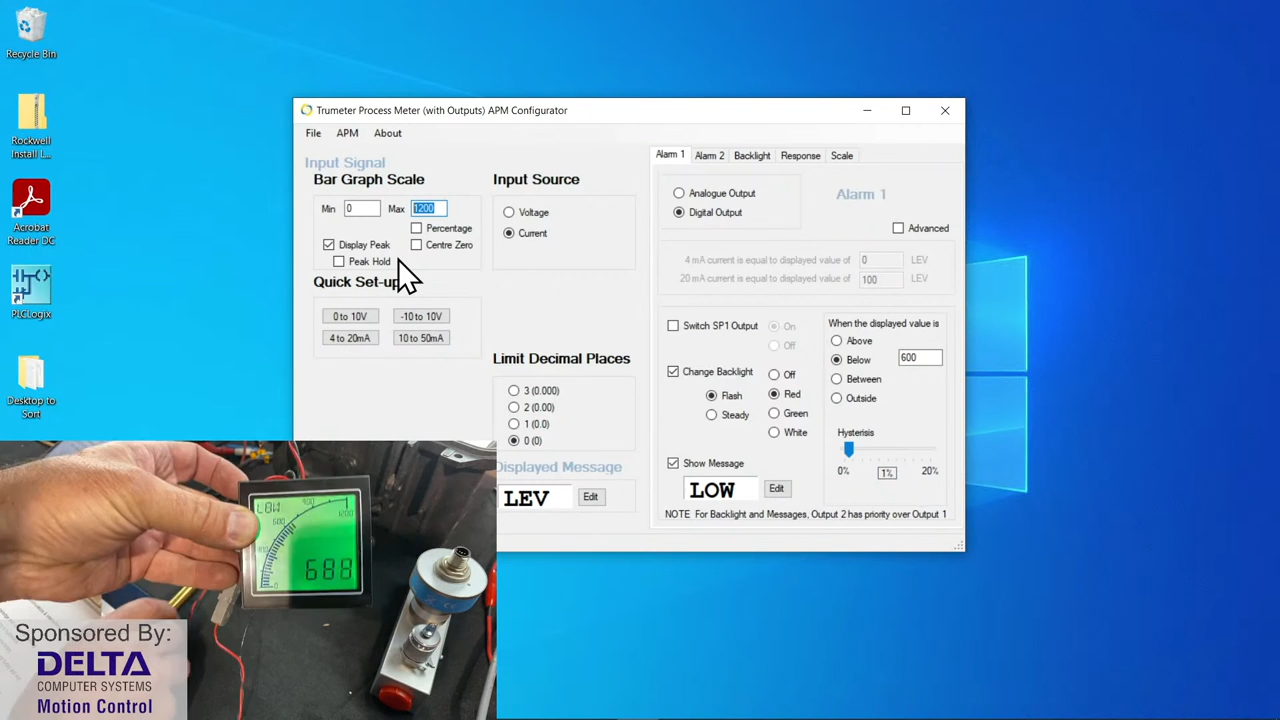 Recycle Bin
Rockwell
Install L...
Acrobat
Reader DC
PLCLogix
Desktop to
Sort
Trumeter Process Meter (with Outputs) APM Configurator
File APM About
Input Signal
Bar Graph Scale
Min 0 Max 1200
Percentage
Display Peak
Centre Zero
Peak Hold
Quick Set-u
0 to 10V
-10 to 10V
4 to 20mA
10 to 50mA
Input Source
Voltage
Current
Limit Decimal Places
3 (0.000)
2 (0.00)
1 (0.0)
0 (0)
Displayed Message
LEV
Edit
Alarm 1 Alarm 2 Backlight Response Scale
Analogue Output
Digital Output
Alarm 1
Advanced
4 mA current is equal to displayed value of 0 LEV
20 mA current is equal to displayed value of 100 LEV
Switch SP1 Output
On
Off
Change Backlight
Flash
Steady
Off
Red
Green
White
Show Message
LOW
Edit
When the displayed value is
Above
Below
600
Between
Outside
Hysterisis
0% 1% 20%
NOTE For Backlight and Messages, Output 2 has priority over Output 1
LOW
900
600
1200
0
688
Sponsored By:
DELTA
COMPUTER SYSTEMS
Motion Control